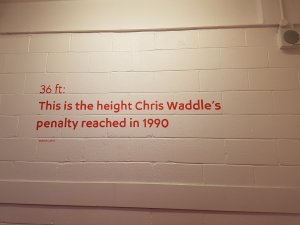 36 ft:
This is the height Chris Waddle's
penalty reached in 1990